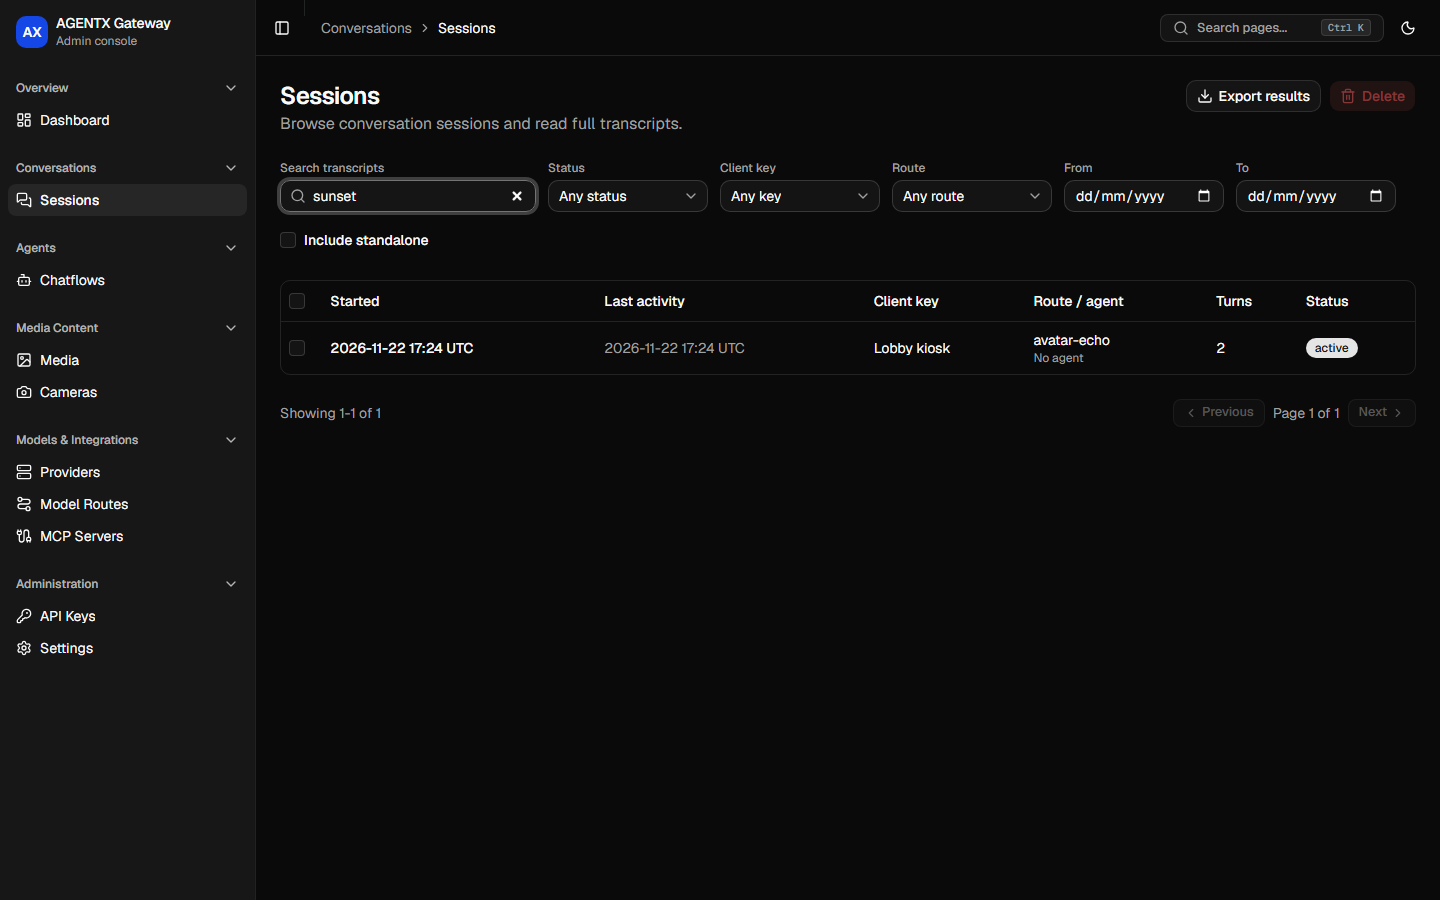 AX
AGENTX Gateway
Admin console
Overview
Dashboard
Conversations
Sessions
Agents
Chatflows
Media Content
Media
Cameras
Models & Integrations
Providers
Model Routes
MCP Servers
Administration
API Keys
Settings
Conversations > Sessions
Search pages... Ctrl K
Sessions
Browse conversation sessions and read full transcripts.
Export results
Delete
Search transcripts Status Client key Route From To
sunset Any status Any key Any route dd/mm/yyyy dd/mm/yyyy
Include standalone
Started Last activity Client key Route / agent Turns Status
2026-11-22 17:24 UTC 2026-11-22 17:24 UTC Lobby kiosk avatar-echo 2 active
No agent
Showing 1-1 of 1
Previous Page 1 of 1 Next